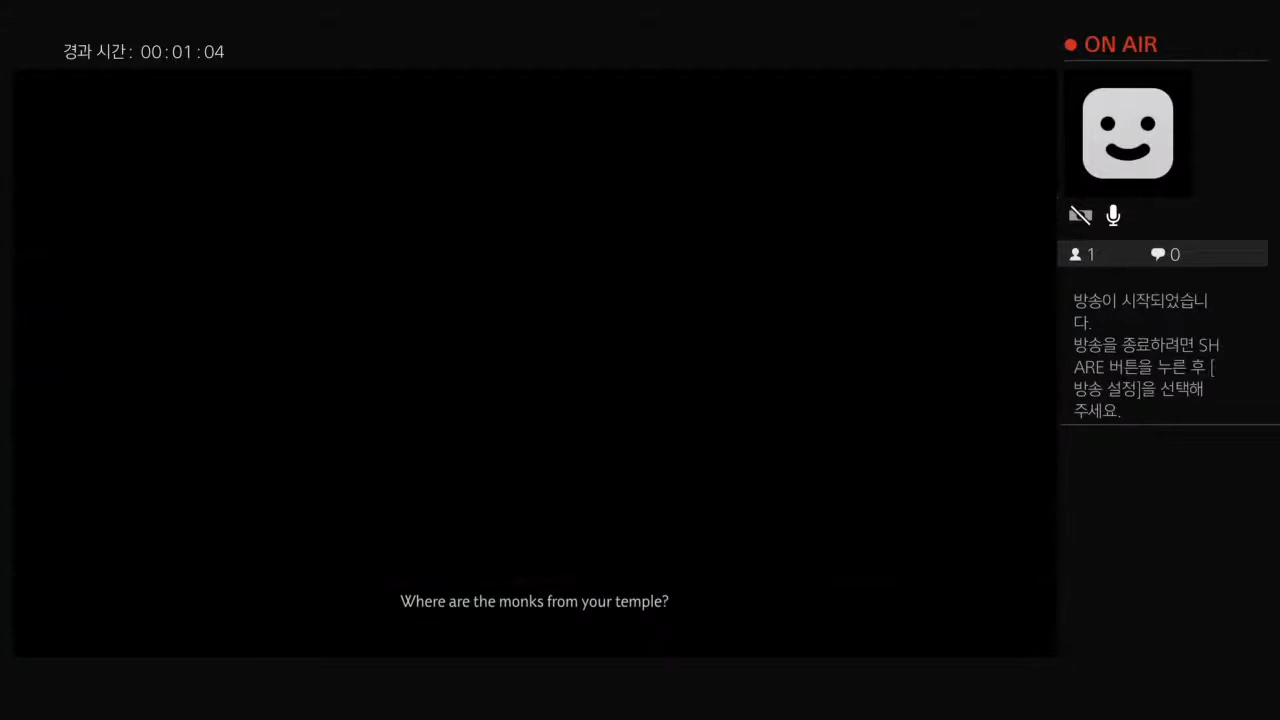 경과 시간: 00:01:04
ON AIR
1
0
방송이 시작되었습니
다.
방송을 종료하려면 SH
ARE 버튼을 누른 후 [
방송 설정]을 선택해
주세요.
Where are the monks from your temple?